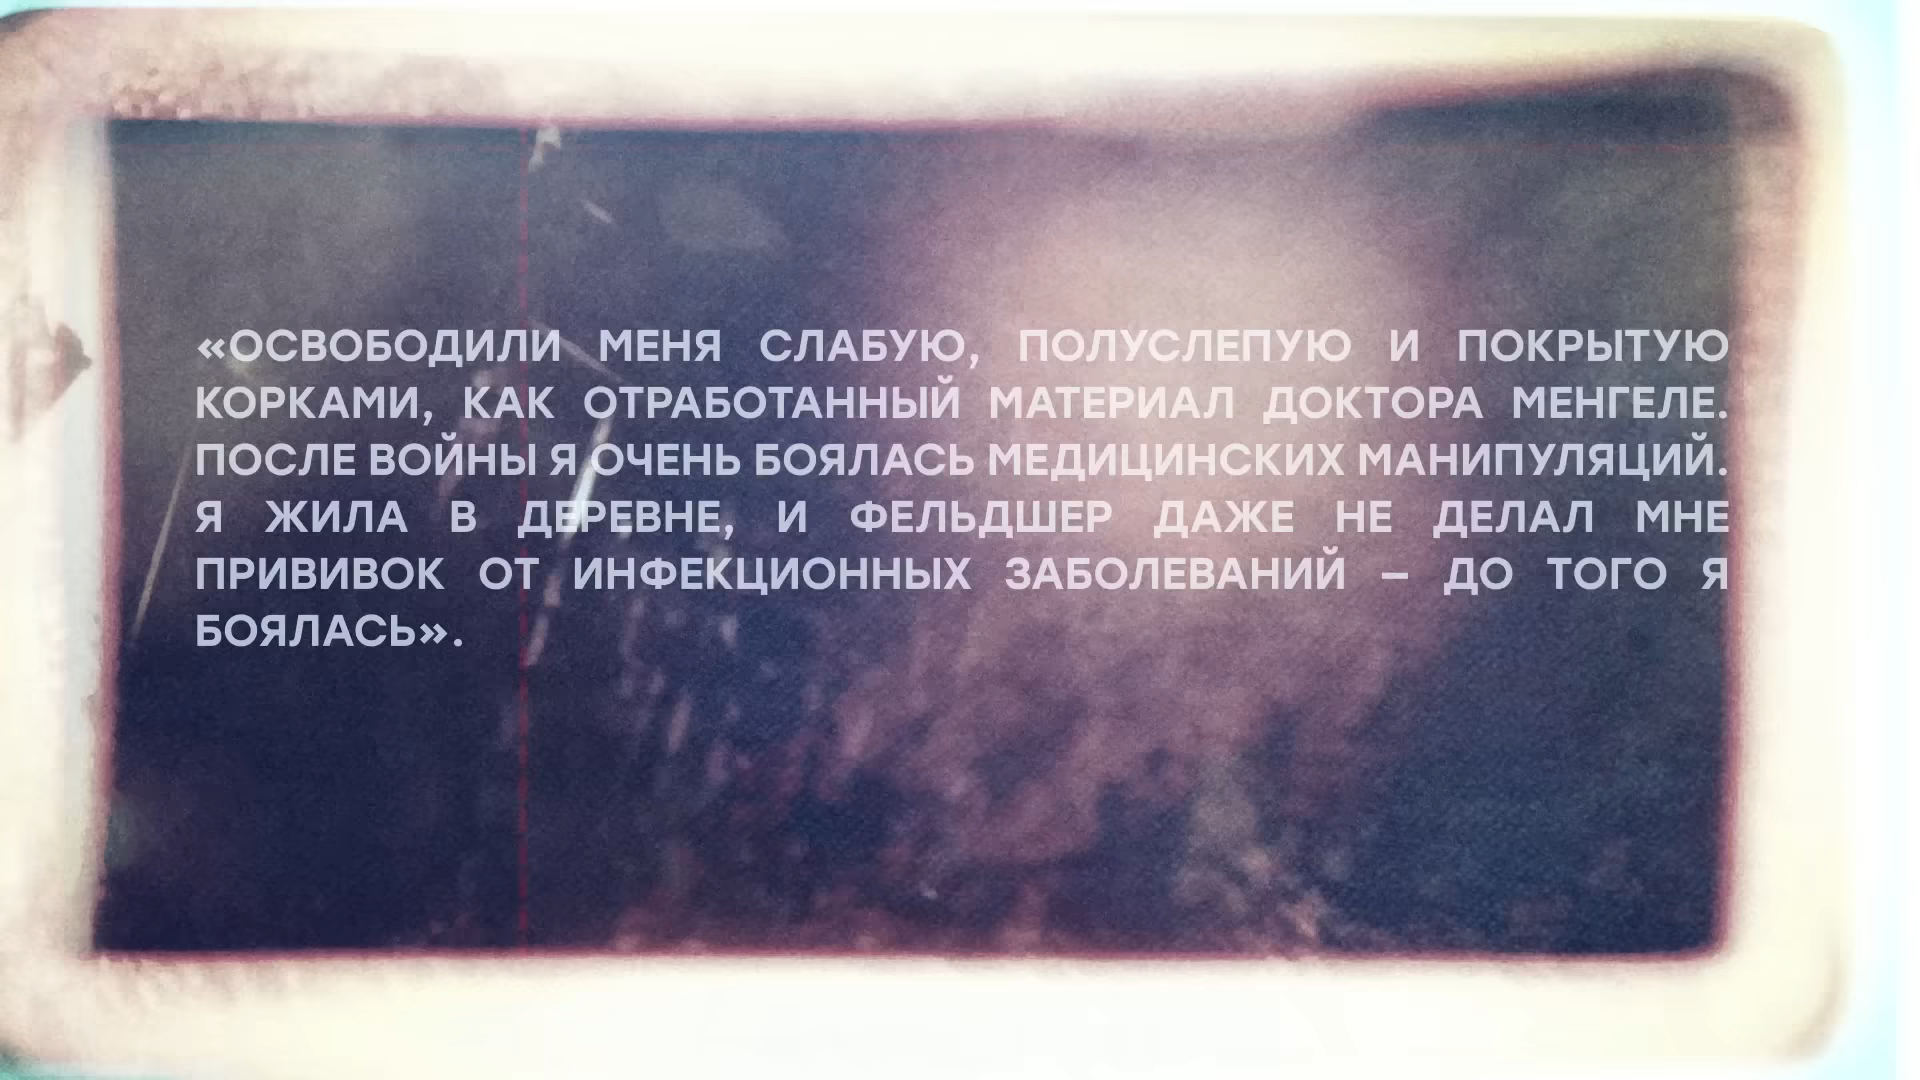 «ОСВОБОДИЛИ МЕНЯ СЛАБУЮ, ПОЛУСЛЕПУЮ И ПОКРЫТУЮ
КОРКАМИ, КАК ОТРАБОТАННЫЙ МАТЕРИАЛ ДОКТОРА МЕНГЕЛЕ.
ПОСЛЕ ВОЙНЫ Я ОЧЕНЬ БОЯЛАСЬ МЕДИЦИНСКИХ МАНИПУЛЯЦИЙ.
Я ЖИЛА В ДЕРЕВНЕ, И ФЕЛЬДШЕР ДАЖЕ НЕ ДЕЛАЛ МНЕ
ПРИВИВОК ОТ ИНФЕКЦИОННЫХ ЗАБОЛЕВАНИЙ – ДО ТОГО Я
БОЯЛАСЬ».